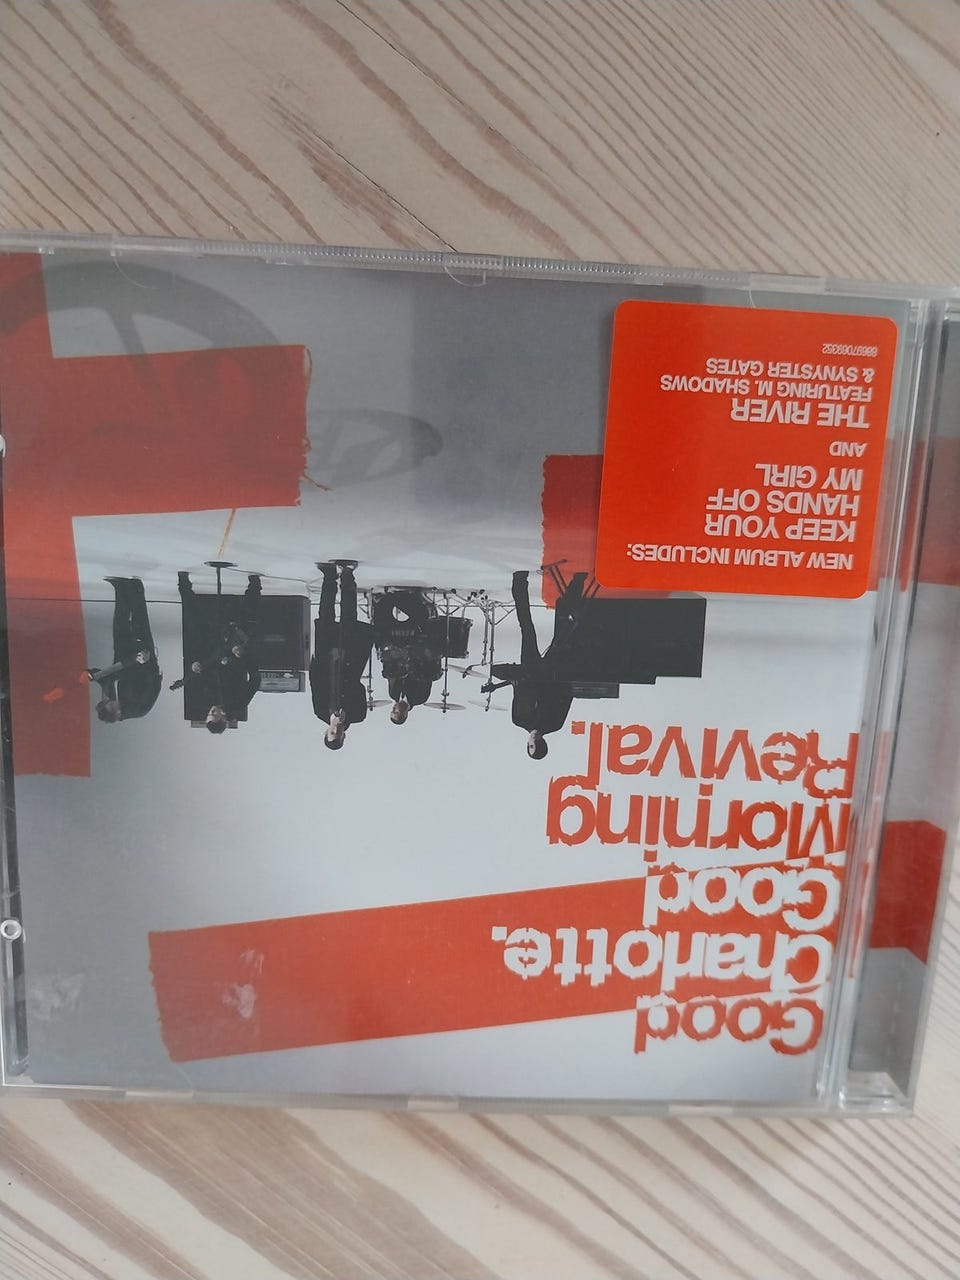 Good
Charlotte.
Good
Morning
Revival.
NEW ALBUM INCLUDES:
KEEP YOUR
HANDS OFF
MY GIRL
AND
THE RIVER
FEATURING M. SHADOWS
& SYNYSTER GATES
88697069352